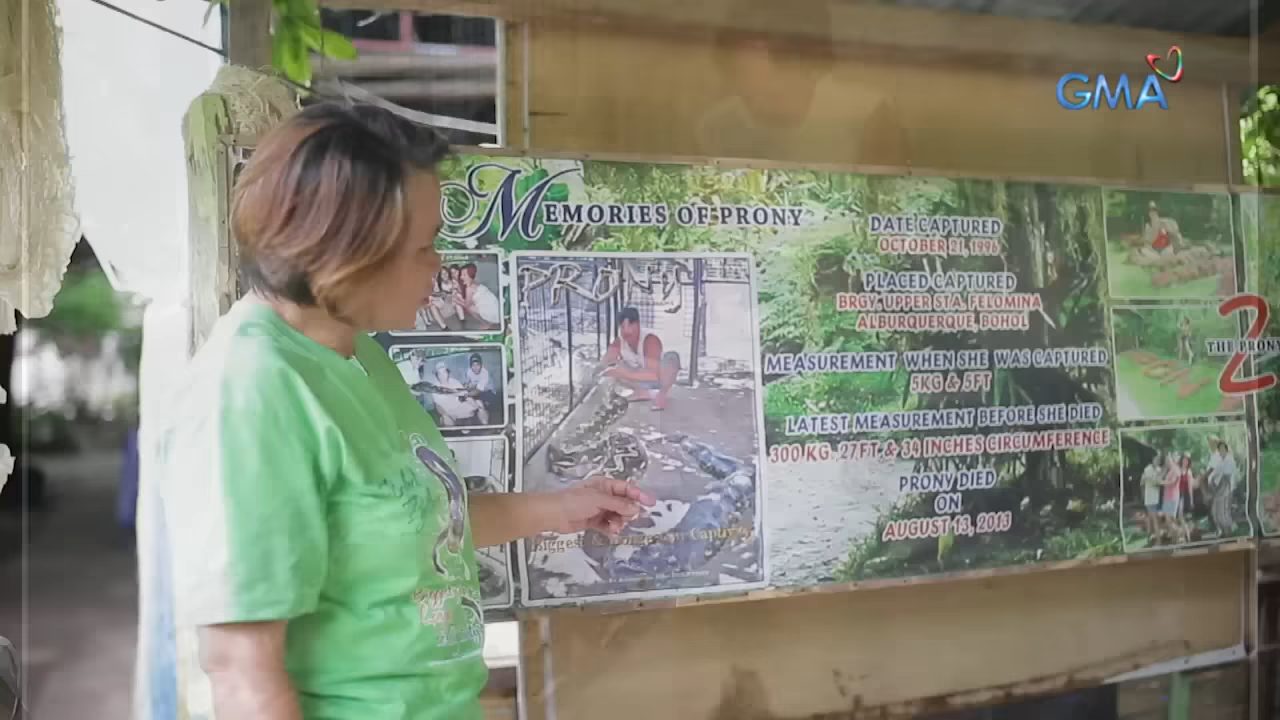 GMA
MEMORIES OF PRONY
PRONY
DATE CAPTURED
OCTOBER 21, 1996
PLACED CAPTURED
BRGY. UPPER STA. FELOMINA
ALBURQUERQUE, BOHOL
MEASUREMENT WHEN SHE WAS CAPTURED
5KG & 5FT
LATEST MEASUREMENT BEFORE SHE DIED
300 KG. 27FT & 34 INCHES CIRCUMFERENCE
PRONY DIED
ON
AUGUST 13, 2013
2
THE PRONY